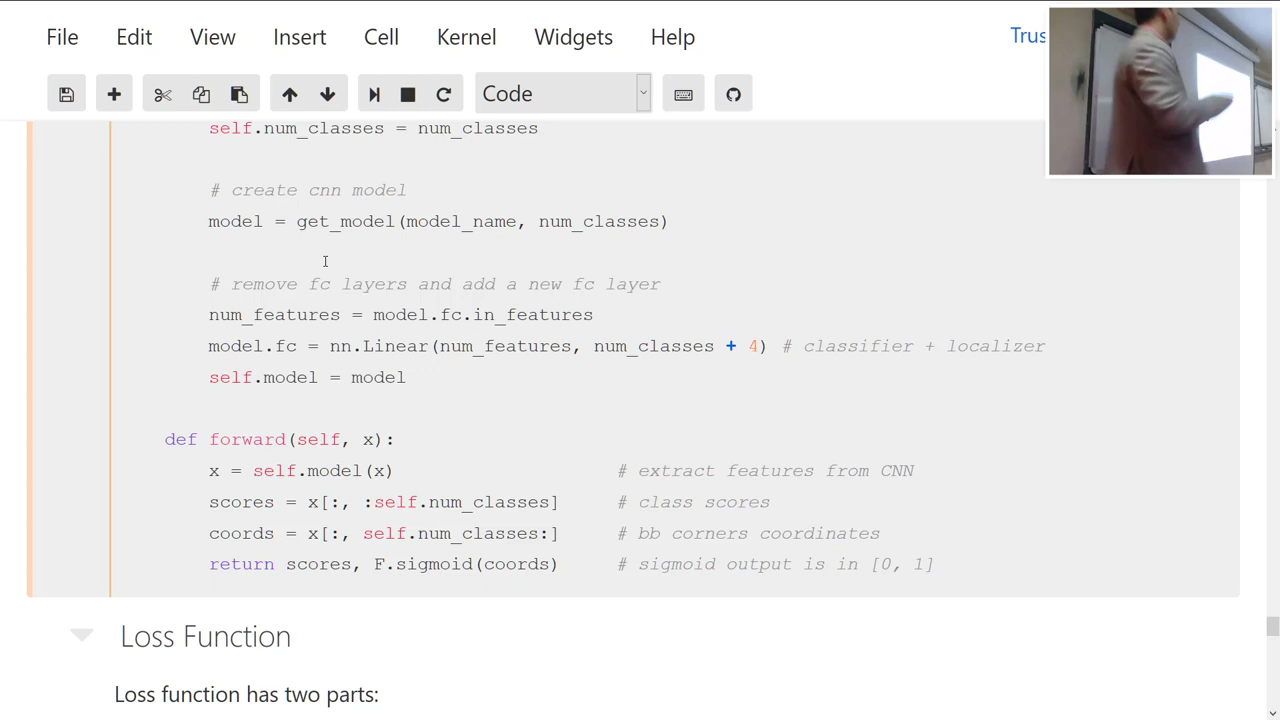 File Edit View Insert Cell Kernel Widgets Help Trus
Code
self.num_classes = num_classes
# create cnn model
model = get_model(model_name, num_classes)
# remove fc layers and add a new fc layer
num_features = model.fc.in_features
model.fc = nn.Linear(num_features, num_classes + 4) # classifier + localizer
self.model = model
def forward(self, x):
x = self.model(x) # extract features from CNN
scores = x[:, :self.num_classes] # class scores
coords = x[:, self.num_classes:] # bb corners coordinates
return scores, F.sigmoid(coords) # sigmoid output is in [0, 1]
Loss Function
Loss function has two parts: